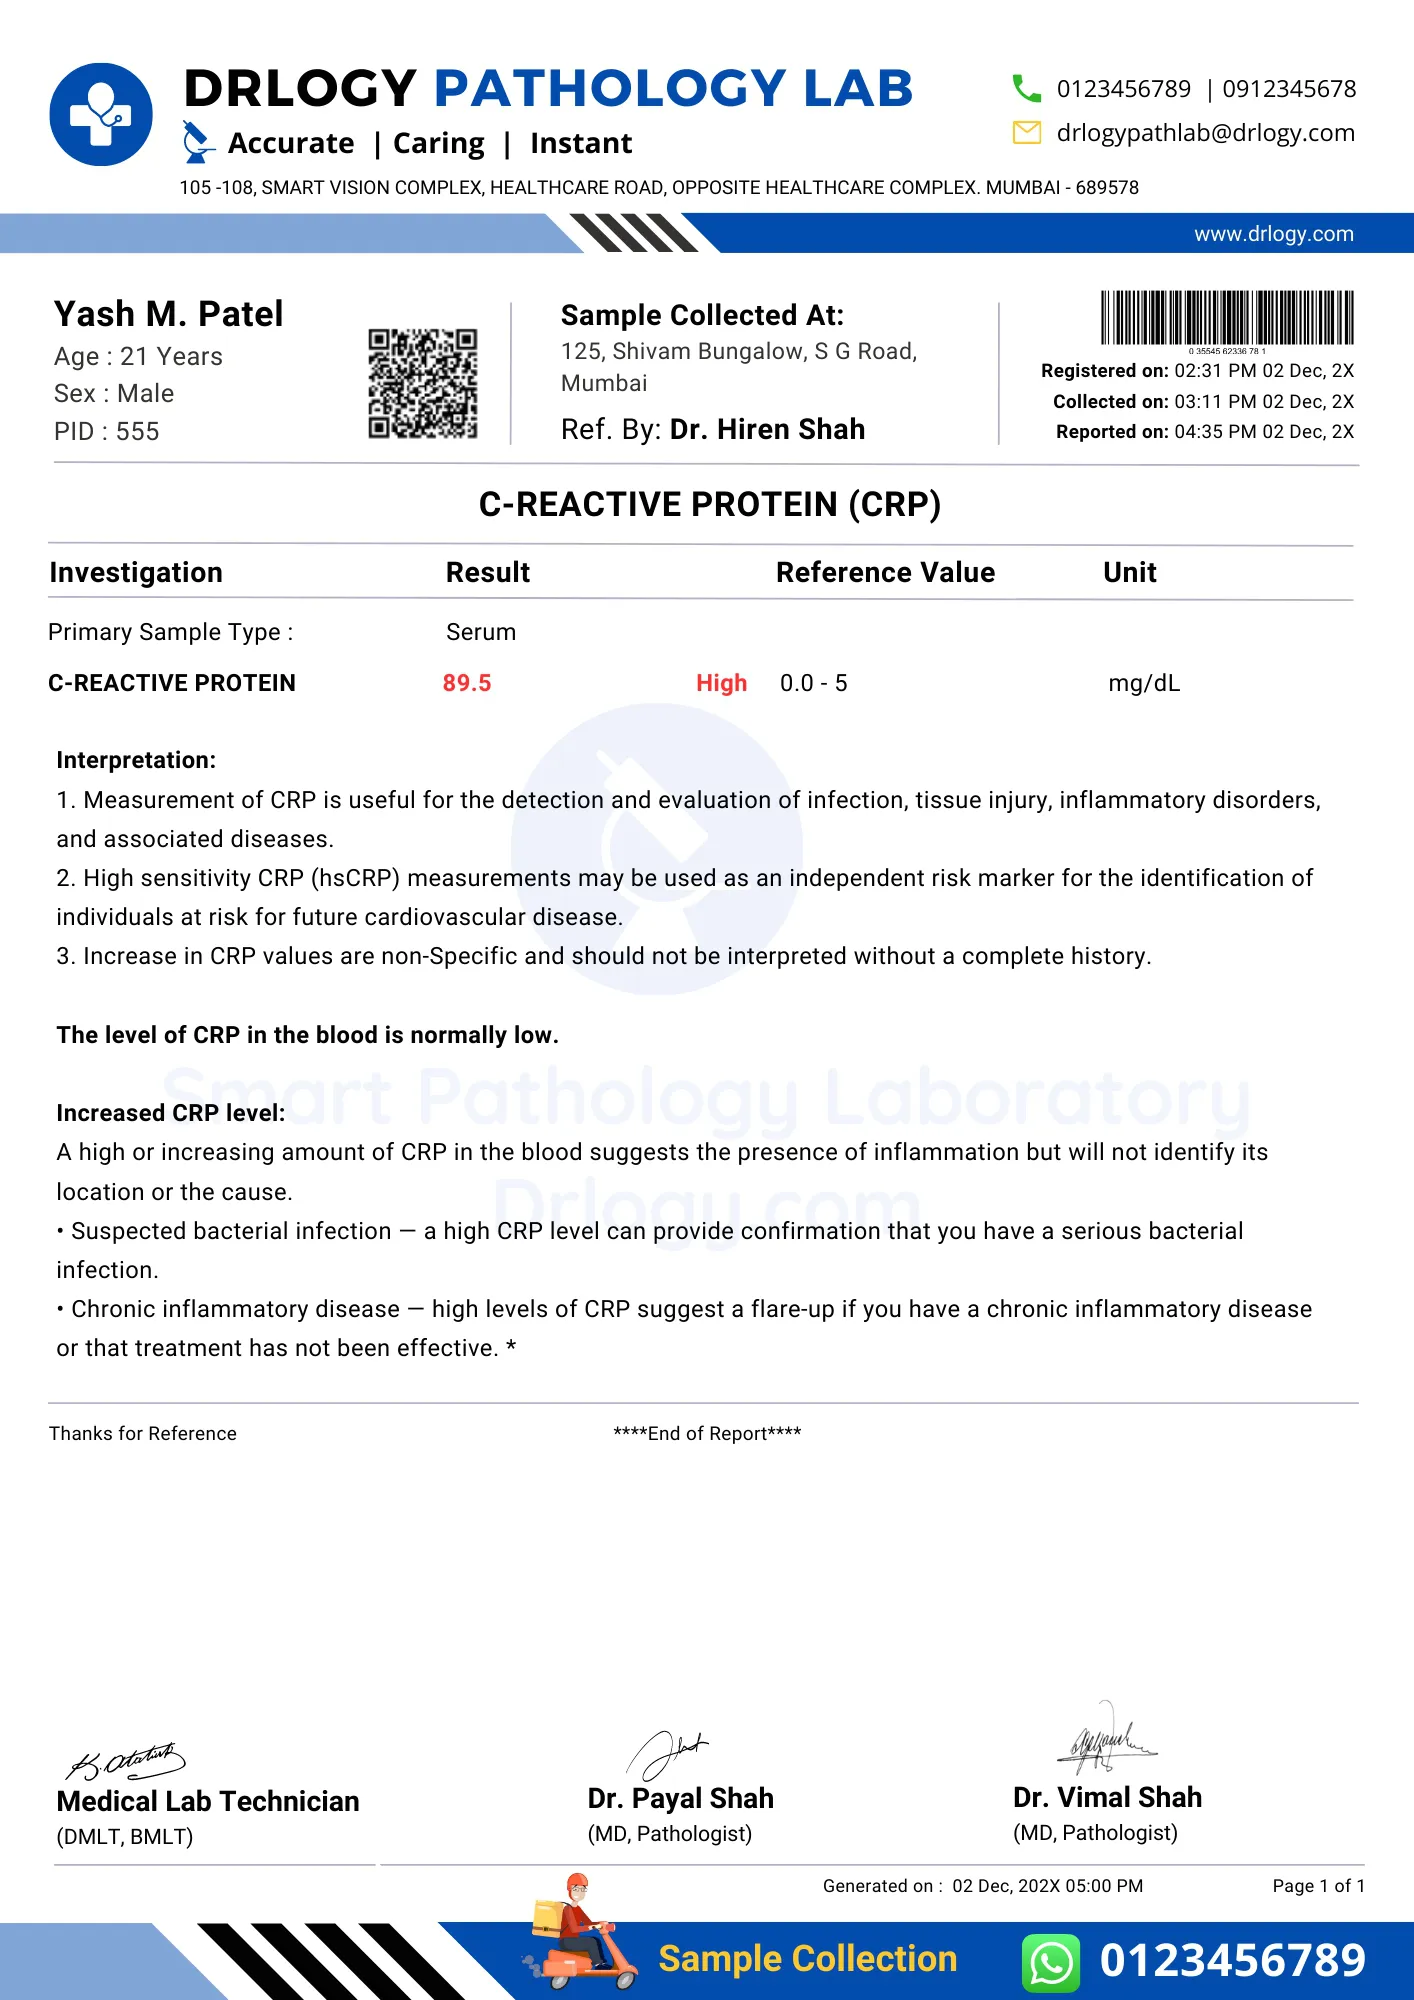 DRLOGY PATHOLOGY LAB
Accurate | Caring | Instant
0123456789 | 0912345678
drlogypathlab@drlogy.com
105 -108, SMART VISION COMPLEX, HEALTHCARE ROAD, OPPOSITE HEALTHCARE COMPLEX. MUMBAI - 689578
www.drlogy.com
Yash M. Patel
Age : 21 Years
Sex : Male
PID : 555
Sample Collected At:
125, Shivam Bungalow, S G Road,
Mumbai
Ref. By: Dr. Hiren Shah
0 35545 62336 78 1
Registered on: 02:31 PM 02 Dec, 2X
Collected on: 03:11 PM 02 Dec, 2X
Reported on: 04:35 PM 02 Dec, 2X
C-REACTIVE PROTEIN (CRP)
Investigation Result Reference Value Unit
Primary Sample Type : Serum
C-REACTIVE PROTEIN 89.5 High 0.0 - 5 mg/dL
Interpretation:
1. Measurement of CRP is useful for the detection and evaluation of infection, tissue injury, inflammatory disorders,
and associated diseases.
2. High sensitivity CRP (hsCRP) measurements may be used as an independent risk marker for the identification of
individuals at risk for future cardiovascular disease.
3. Increase in CRP values are non-Specific and should not be interpreted without a complete history.
The level of CRP in the blood is normally low.
Smart Pathology Laboratory
Increased CRP level:
A high or increasing amount of CRP in the blood suggests the presence of inflammation but will not identify its
location or the cause.
Drlogy.com
• Suspected bacterial infection — a high CRP level can provide confirmation that you have a serious bacterial
infection.
• Chronic inflammatory disease — high levels of CRP suggest a flare-up if you have a chronic inflammatory disease
or that treatment has not been effective. *
Thanks for Reference ****End of Report****
Medical Lab Technician
(DMLT, BMLT)
Dr. Payal Shah
(MD, Pathologist)
Dr. Vimal Shah
(MD, Pathologist)
Generated on : 02 Dec, 202X 05:00 PM Page 1 of 1
Sample Collection 0123456789